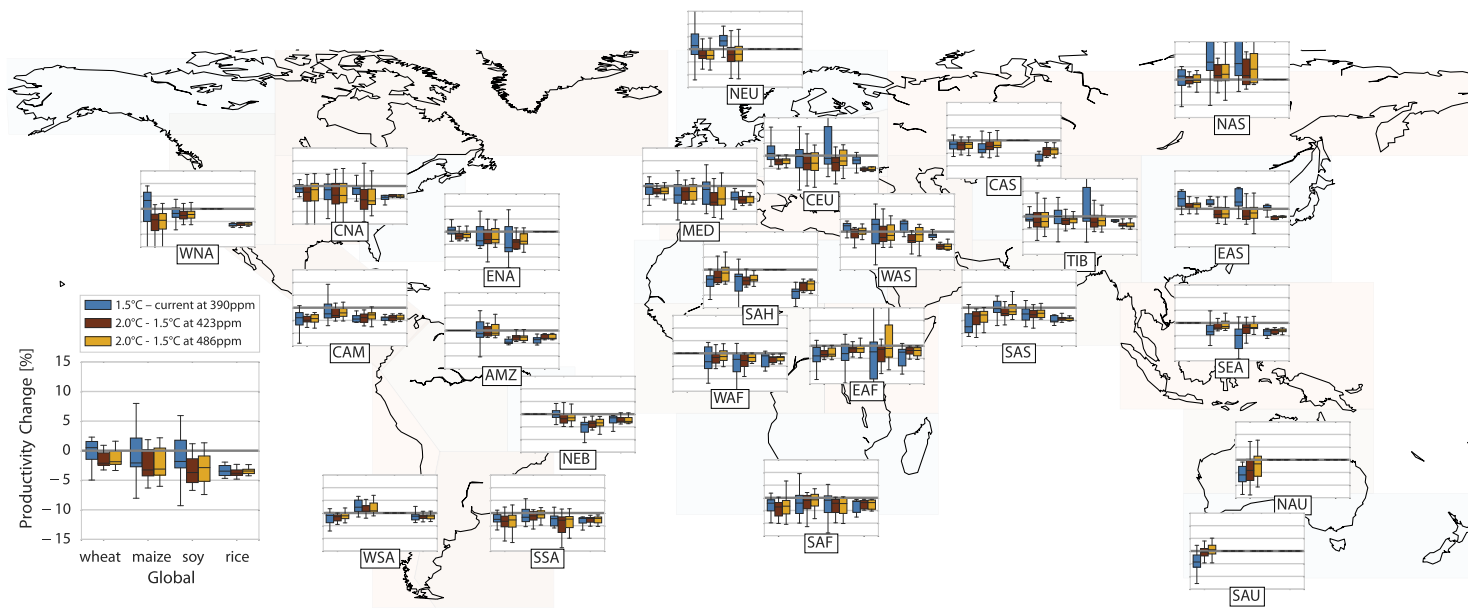 NEU
NAS
CAS
CEU
WNA
CNA
MED
ENA
TIB
EAS
WAS
1.5°C – current at 390ppm
2.0°C - 1.5°C at 423ppm
2.0°C - 1.5°C at 486ppm
SAH
CAM
SAS
AMZ
SEA
WAF
EAF
Productivity Change [%]
15
10
5
0
−5
−10
−15
wheat maize soy rice
Global
NEB
NAU
WSA
SSA
SAF
SAU